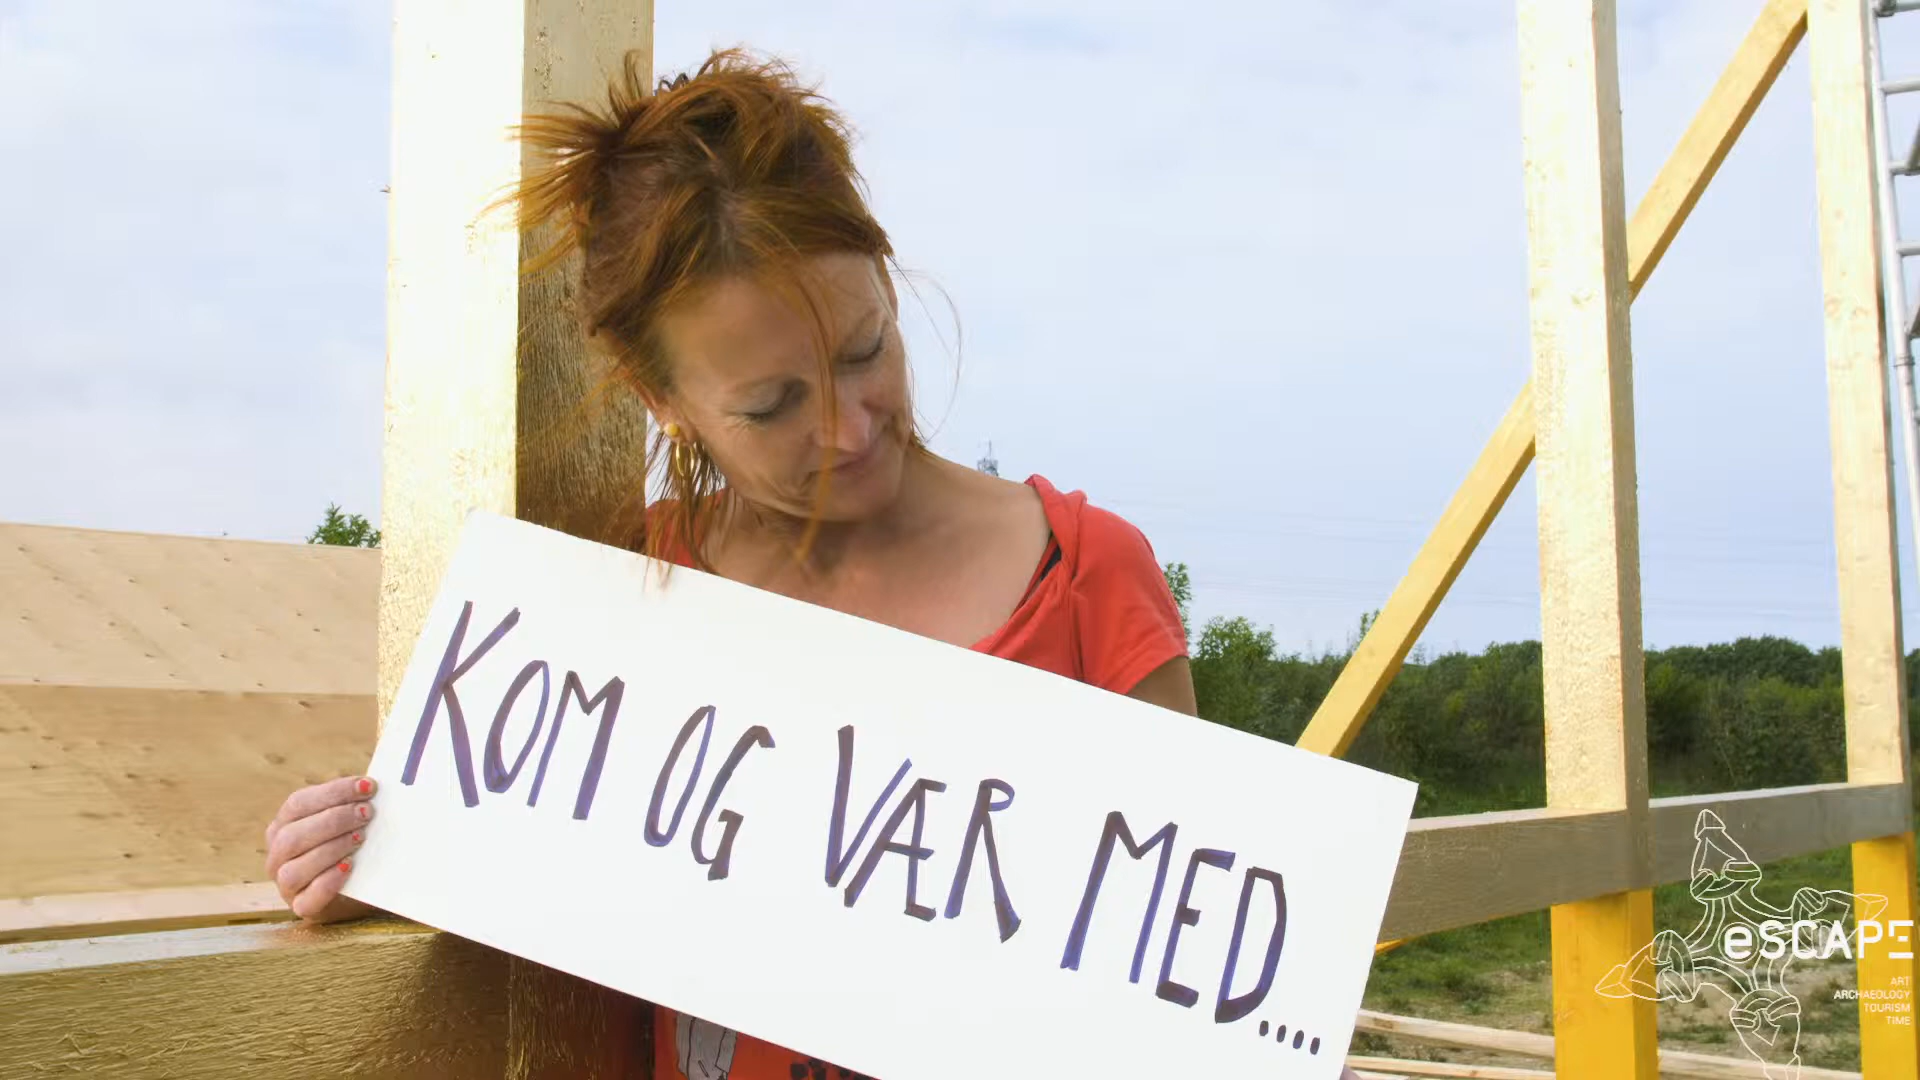 KOM OG VÆR MED....
eSCAPE
ART
ARCHAEOLOGY
TOURISM
TIME